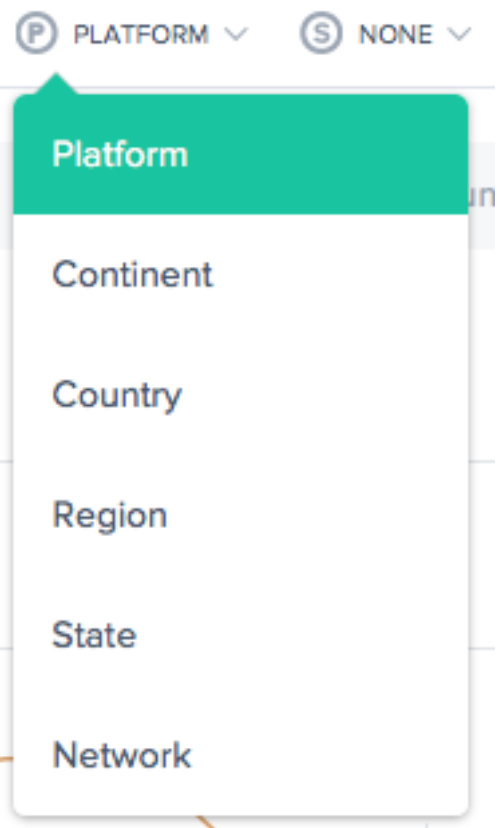 P PLATFORM S NONE
Platform
Continent
Country
Region
State
Network